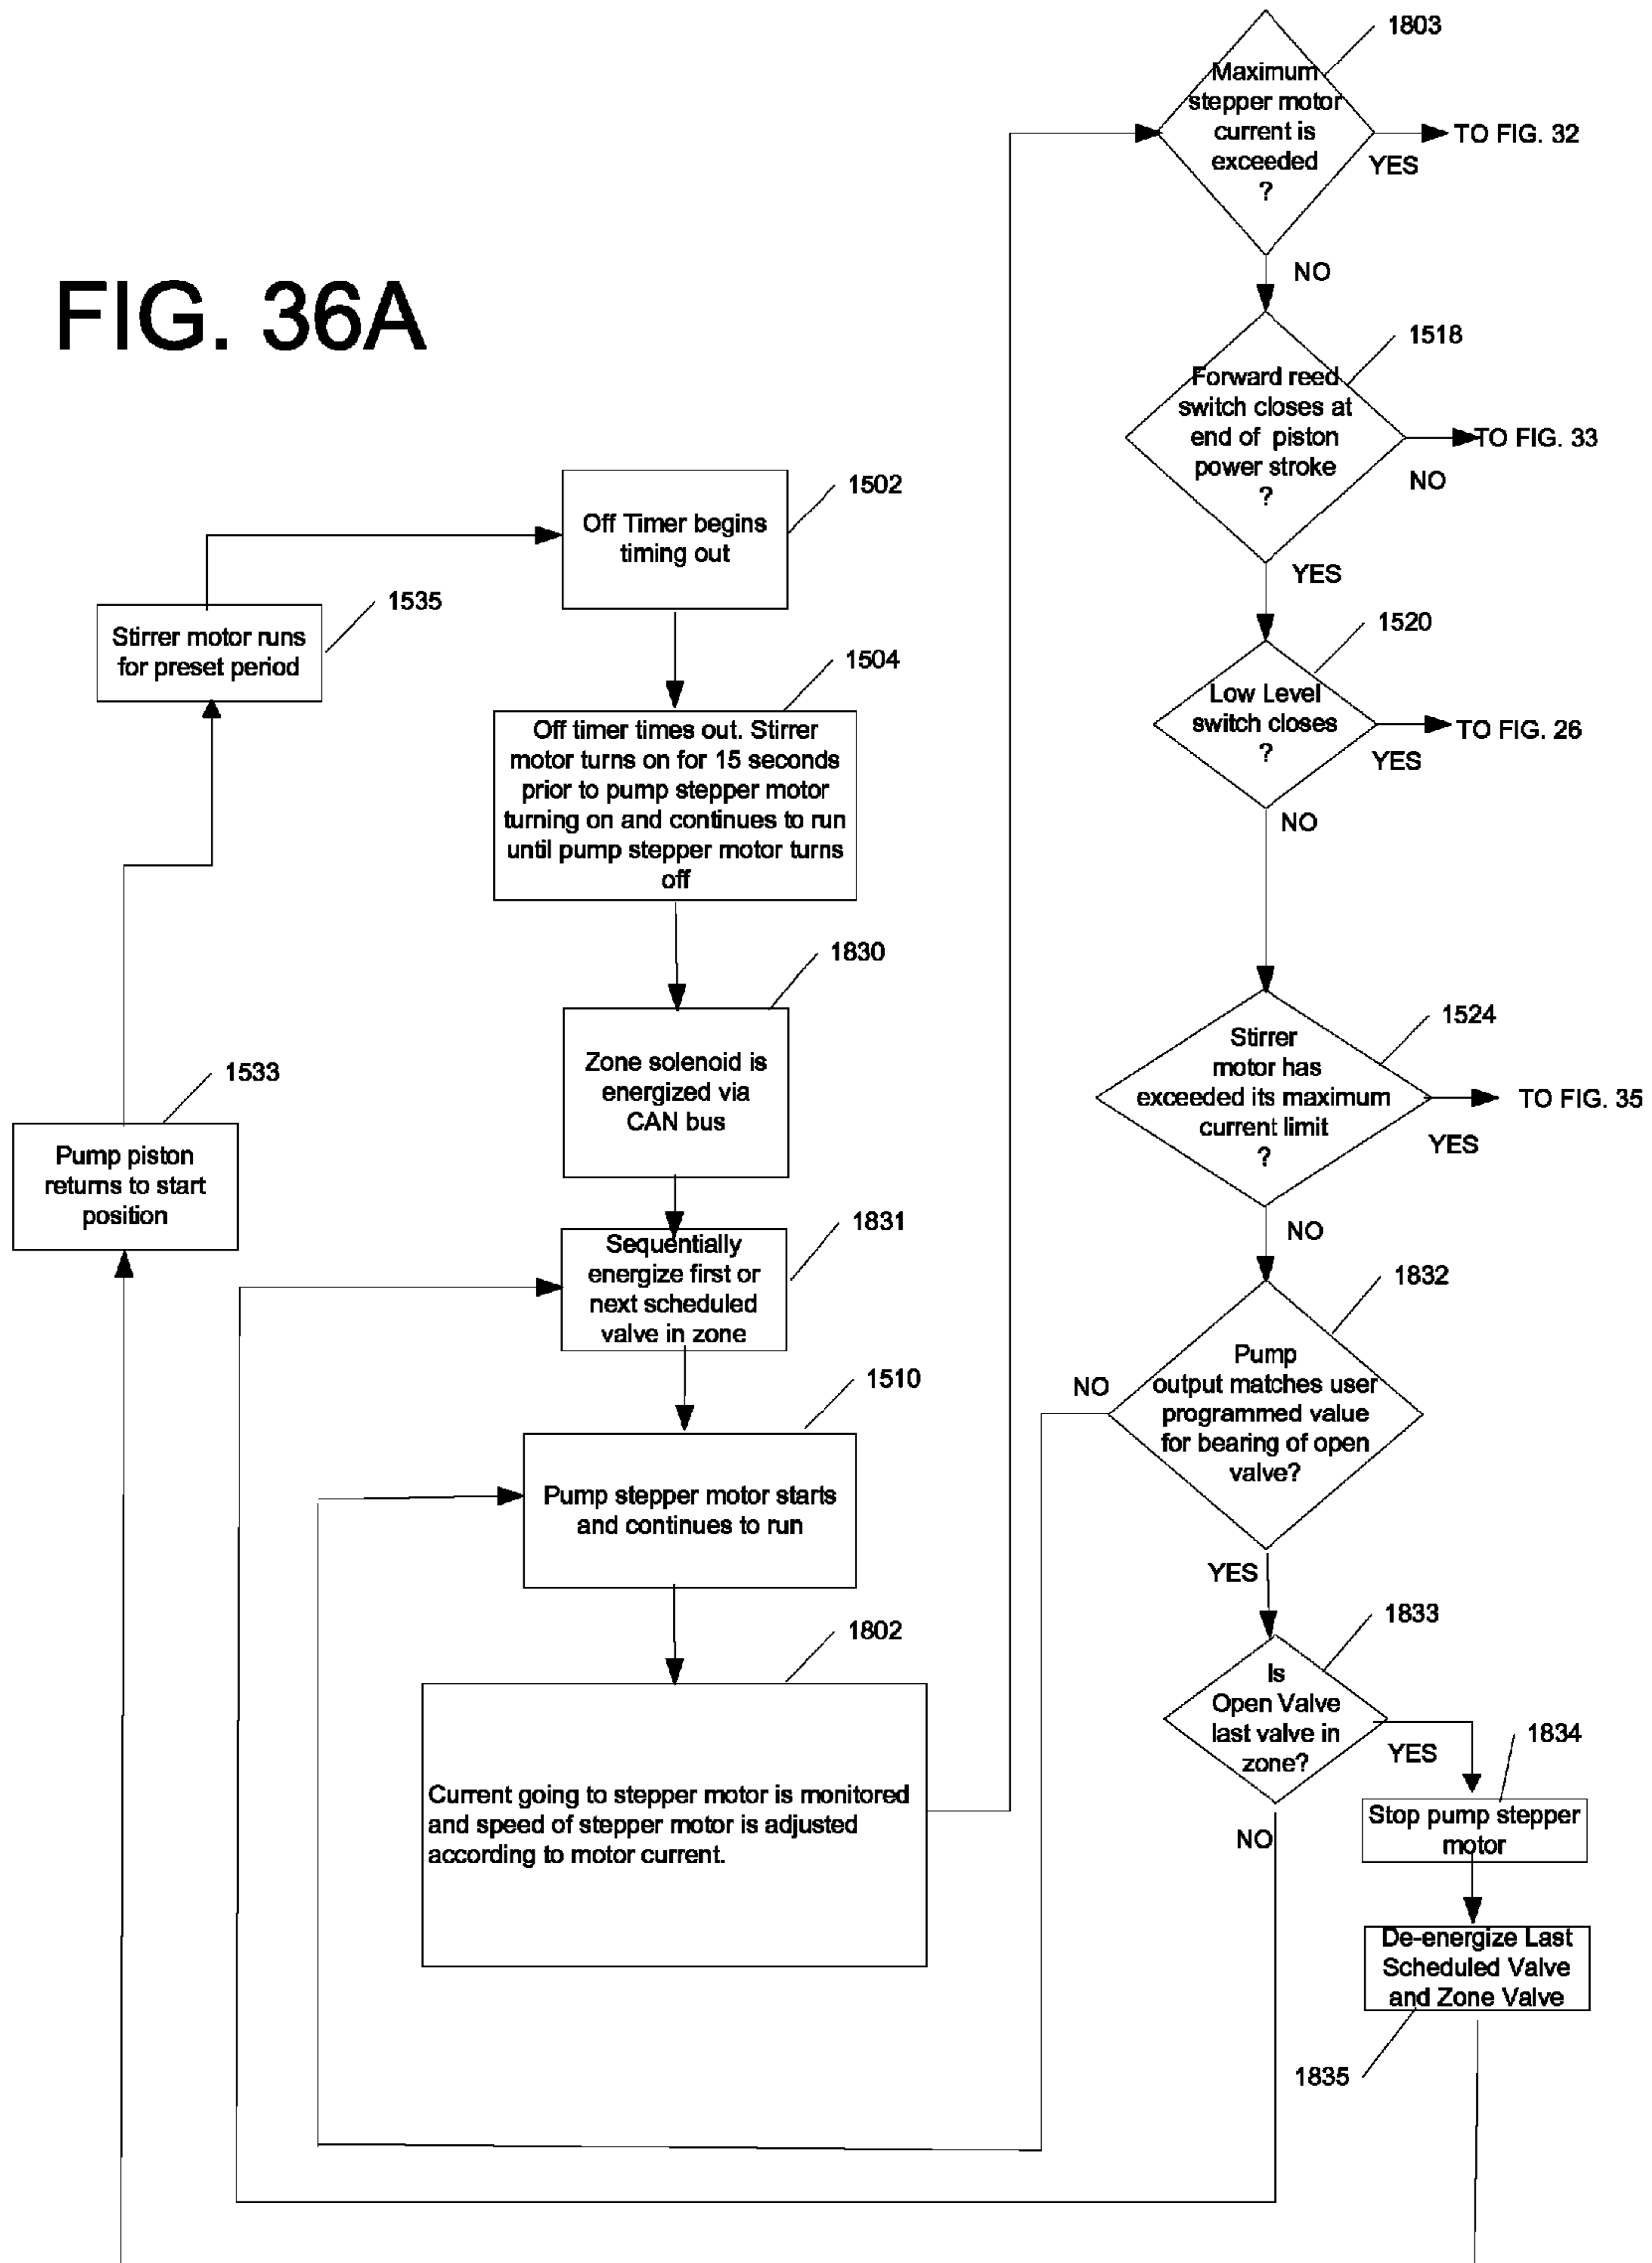 FIG. 36A
1502
Off Timer begins
timing out
1535
Stirrer motor runs
for preset period
1504
Off timer times out. Stirrer
motor turns on for 15 seconds
prior to pump stepper motor
turning on and continues to run
until pump stepper motor turns
off
1830
Zone solenoid is
energized via
CAN bus
1533
Pump piston
returns to start
position
1831
Sequentially
energize first or
next scheduled
valve in zone
1510
Pump stepper motor starts
and continues to run
1802
Current going to stepper motor is monitored
and speed of stepper motor is adjusted
according to motor current.
1803
Maximum
stepper motor
current is
exceeded
?
TO FIG. 32
YES
NO
1518
Forward reed
switch closes at
end of piston
power stroke
?
TO FIG. 33
NO
YES
1520
Low Level
switch closes
?
TO FIG. 26
YES
NO
1524
Stirrer
motor has
exceeded its maximum
current limit
?
TO FIG. 35
YES
NO
1832
Pump
output matches user
programmed value
for bearing of open
valve?
NO
YES
1833
Is
Open Valve
last valve in
zone?
YES
NO
1834
Stop pump stepper
motor
De-energize Last
Scheduled Valve
and Zone Valve
1835